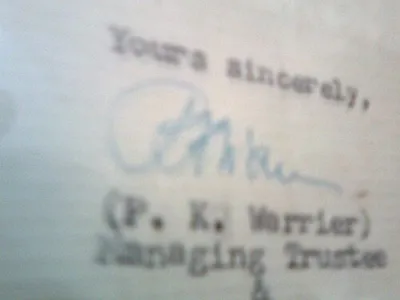 Yours sincerely,
(P. K. Warrier)
Managing Trustee